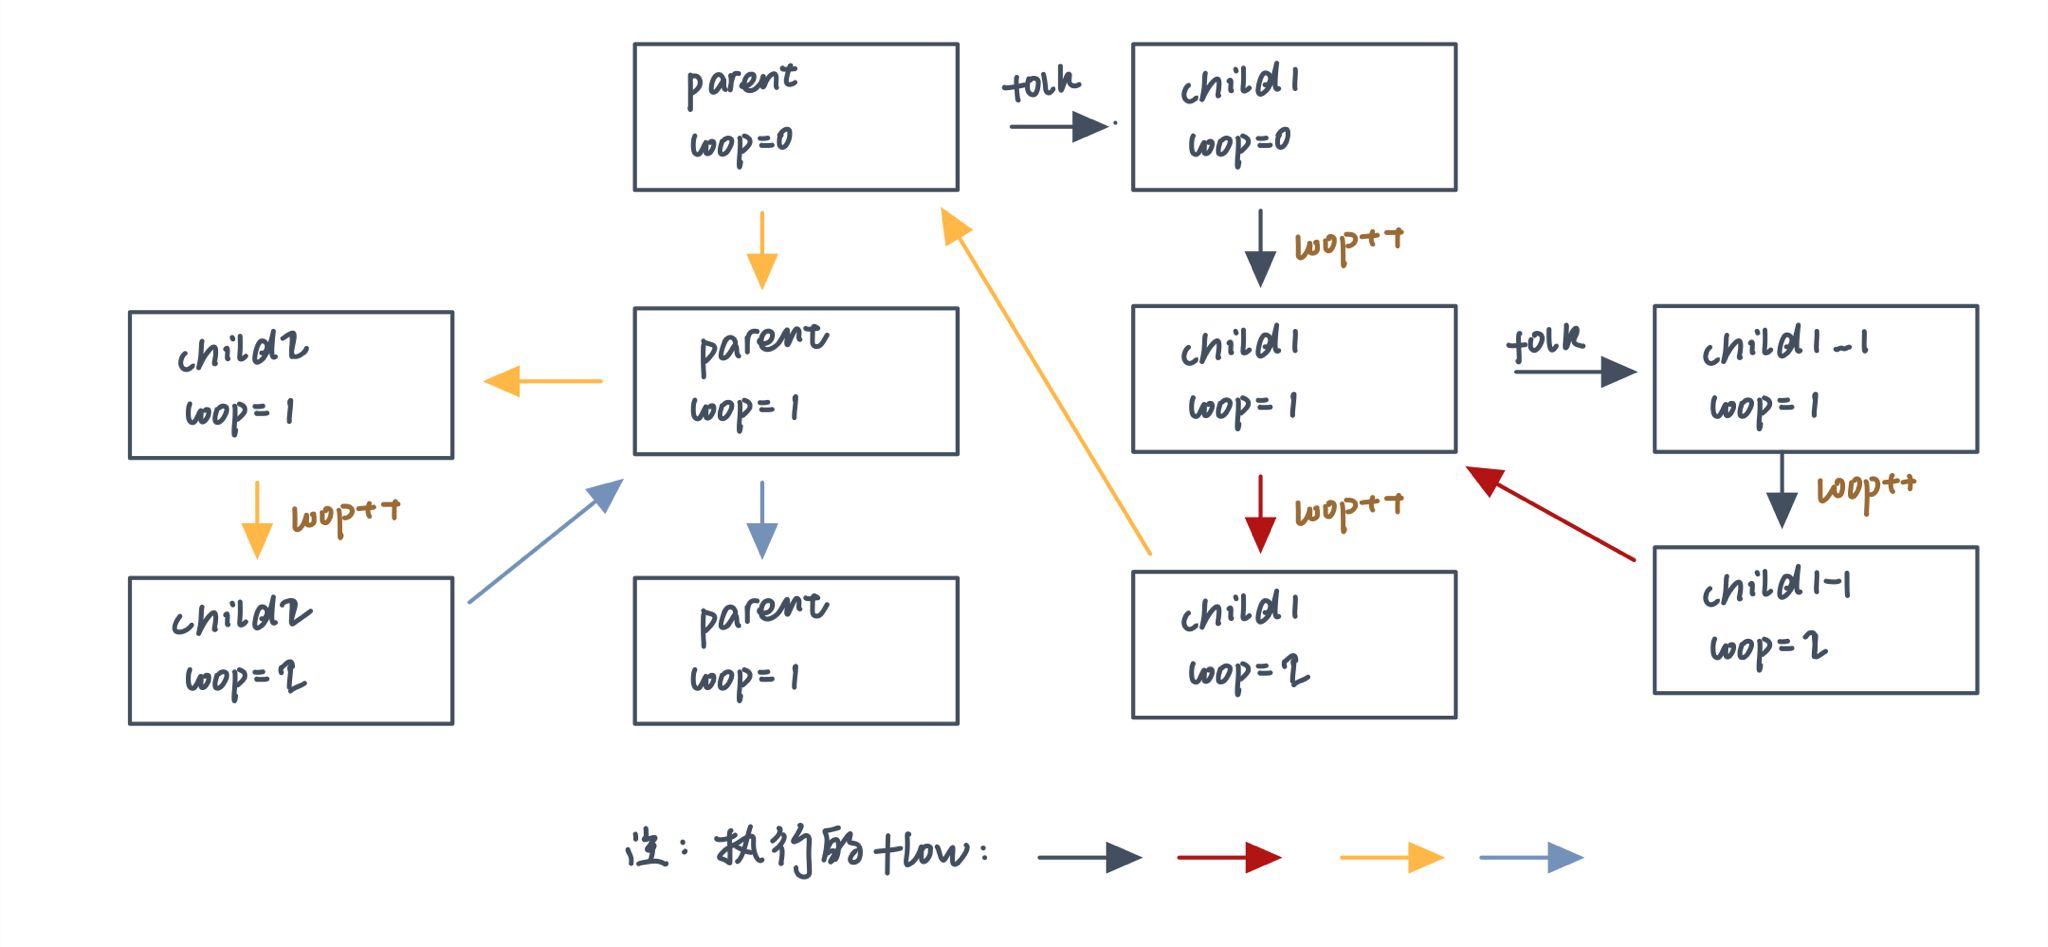 parent
loop=0
talk
child1
loop=0
loop++
child2
loop=1
parent
loop=1
child1
loop=1
talk
child1-1
loop=1
loop++
loop++
loop++
child2
loop=2
parent
loop=1
child1
loop=2
child1-1
loop=2
注：执行的flow：